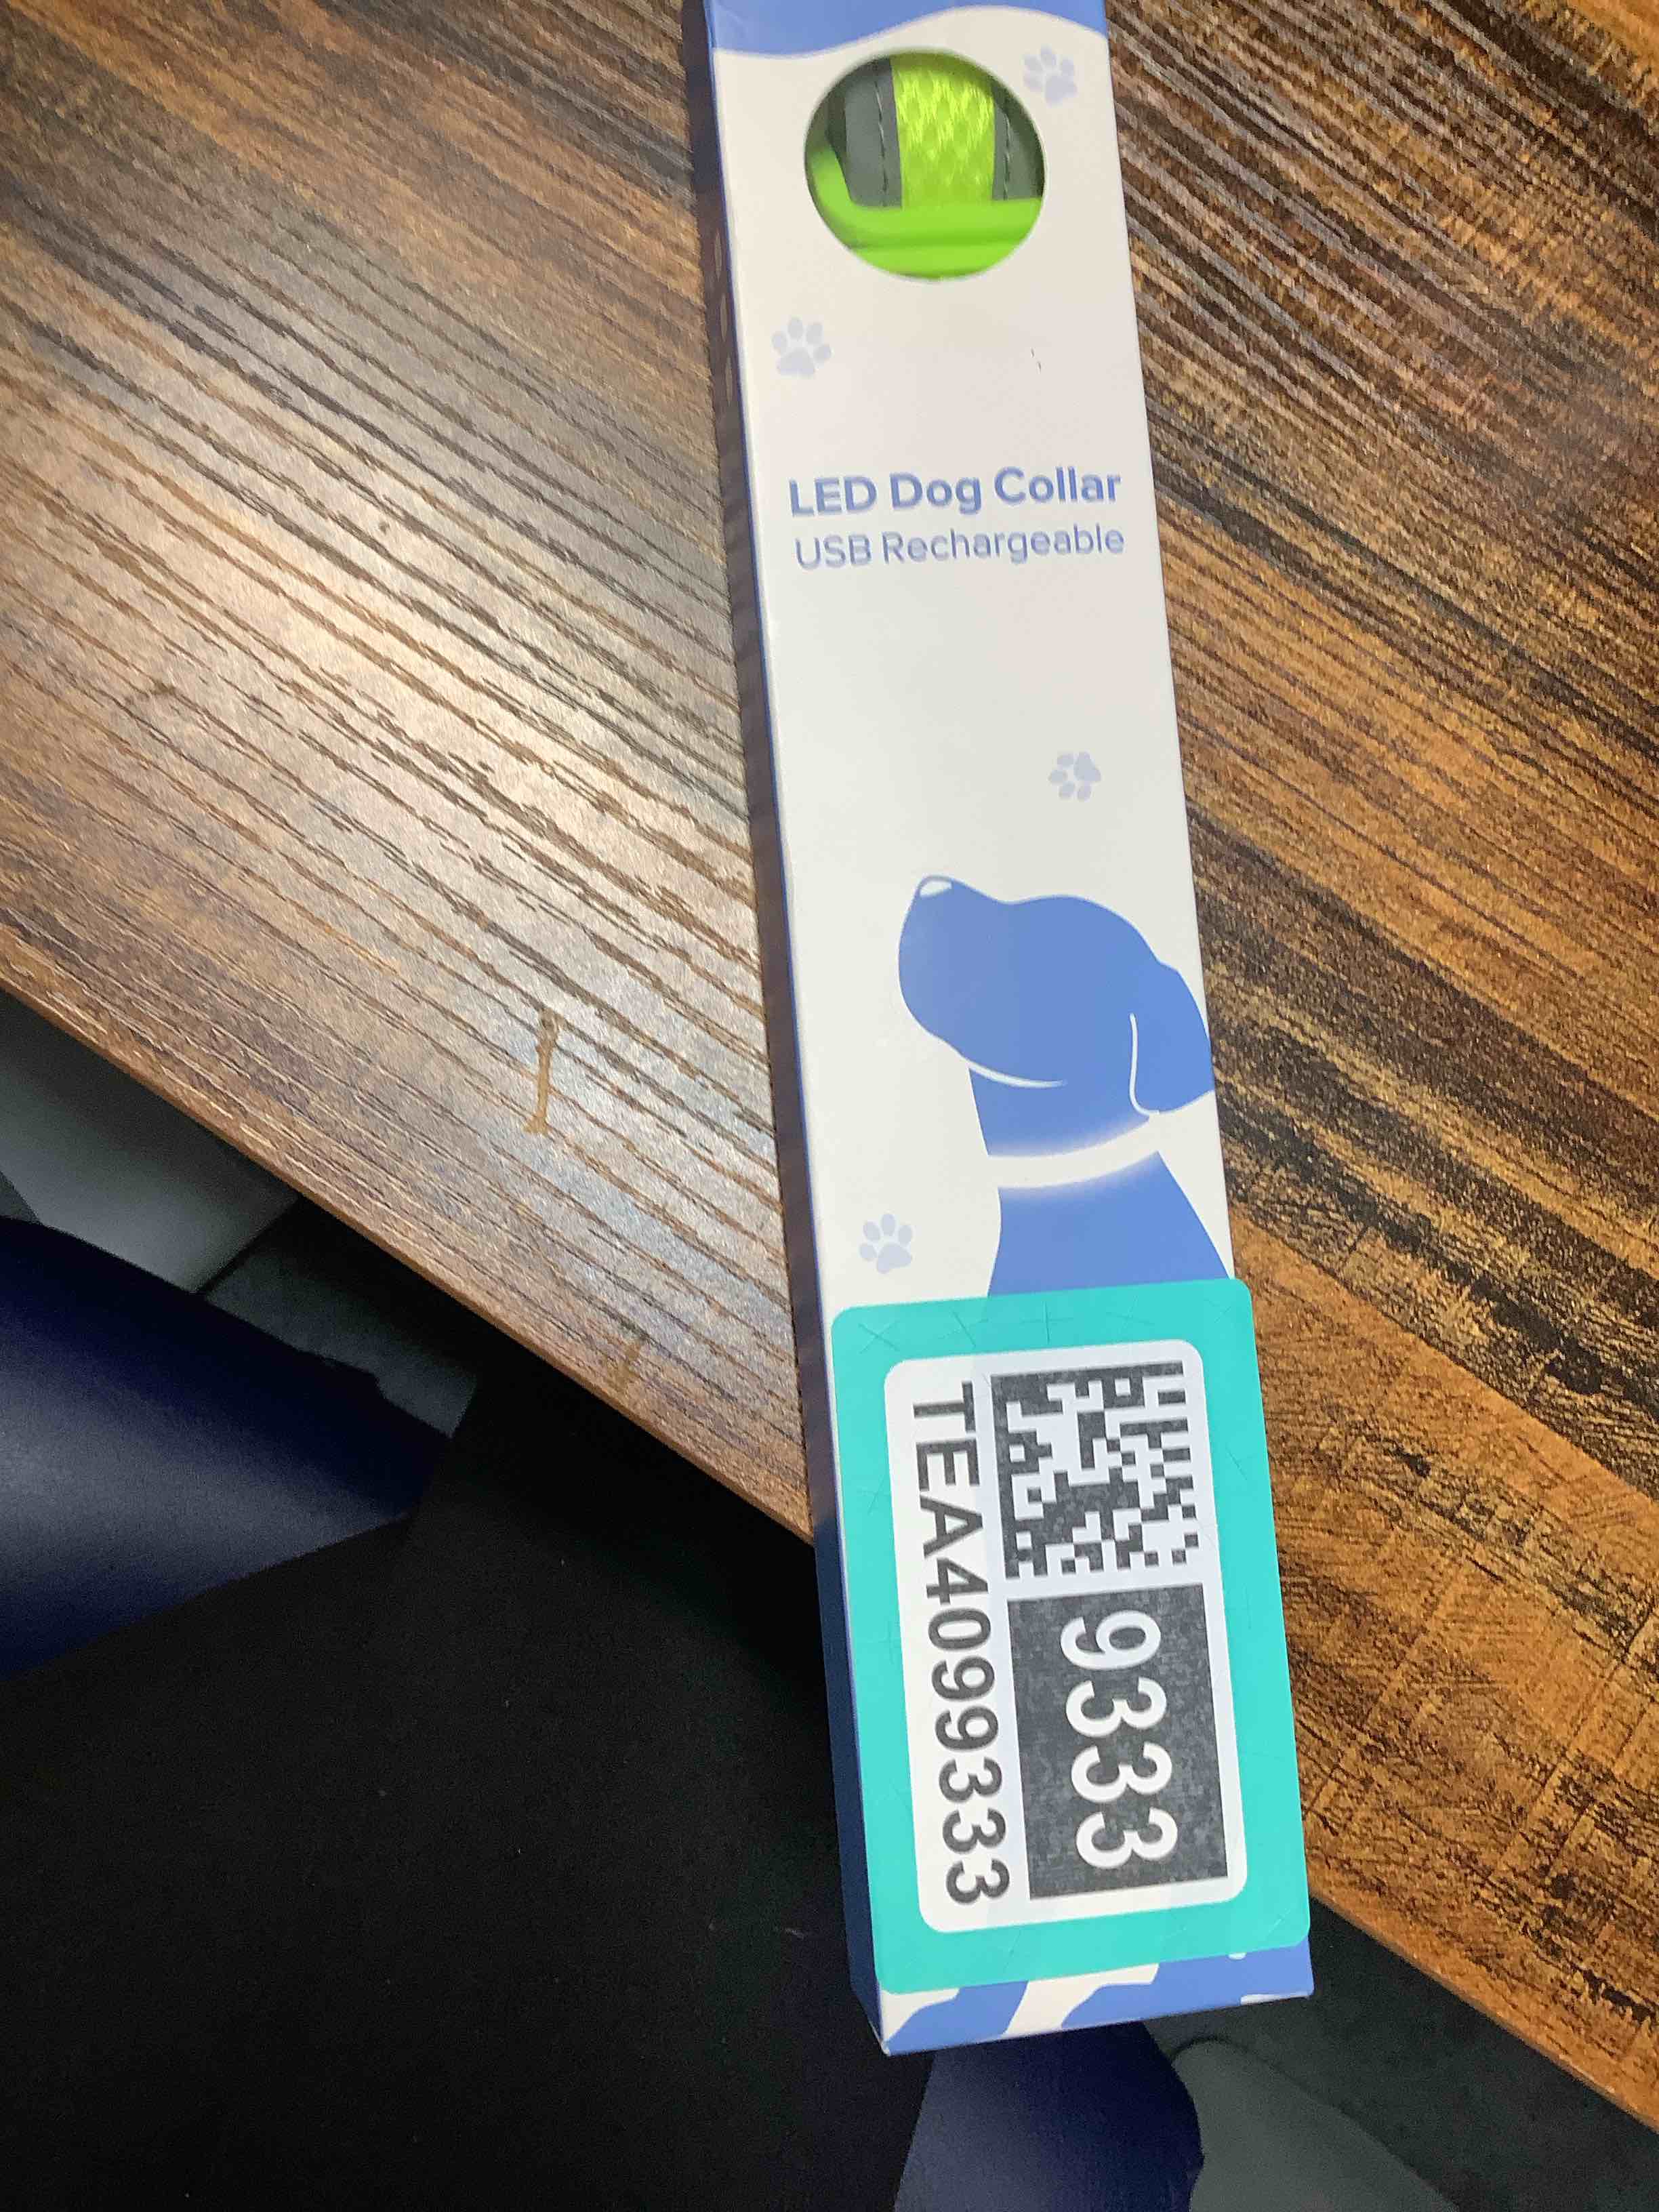 LED Dog Collar
USB Rechargeable
9333
TEA4099333